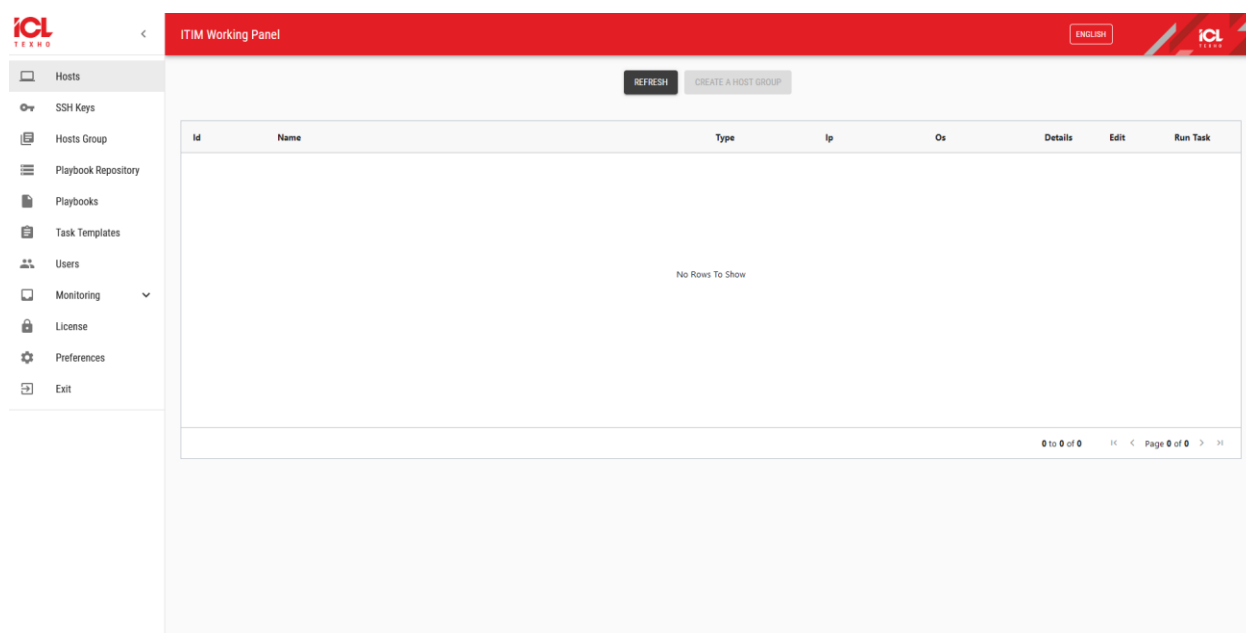 iCL
ТЕХНО
ITIM Working Panel
ENGLISH
iCL
ТЕХНО
Hosts
SSH Keys
Hosts Group
Playbook Repository
Playbooks
Task Templates
Users
Monitoring
License
Preferences
Exit
REFRESH
CREATE A HOST GROUP
Id Name Type Ip Os Details Edit Run Task
No Rows To Show
0 to 0 of 0 Page 0 of 0